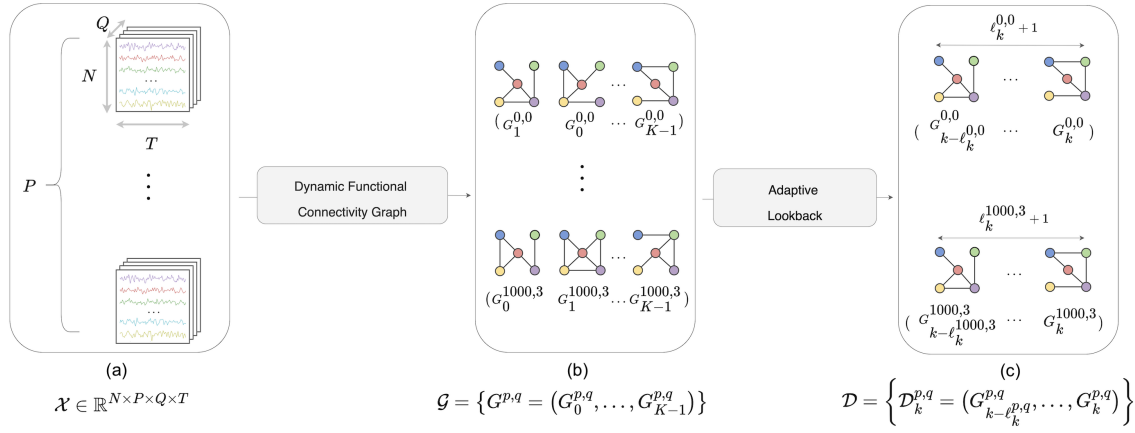 Q
N
...
T
P
⋮
...
(a)
𝒳 ∈ ℝ^{N×P×Q×T}
Dynamic Functional
Connectivity Graph
...
( G_1^{0,0} G_0^{0,0} ... G_{K-1}^{0,0} )
⋮
...
( G_0^{1000,3} G_1^{1000,3} ... G_{K-1}^{1000,3} )
(b)
𝒢 = {G^{p,q} = (G_0^{p,q}, ..., G_{K-1}^{p,q})}
Adaptive
Lookback
ℓ_k^{0,0} + 1
...
( G_{k-ℓ_k^{0,0}}^{0,0} ... G_k^{0,0} )
ℓ_k^{1000,3} + 1
...
( G_{k-ℓ_k^{1000,3}}^{1000,3} ... G_k^{1000,3} )
(c)
𝒟 = {𝒟_k^{p,q} = (G_{k-ℓ_k^{p,q}}^{p,q}, ..., G_k^{p,q})}